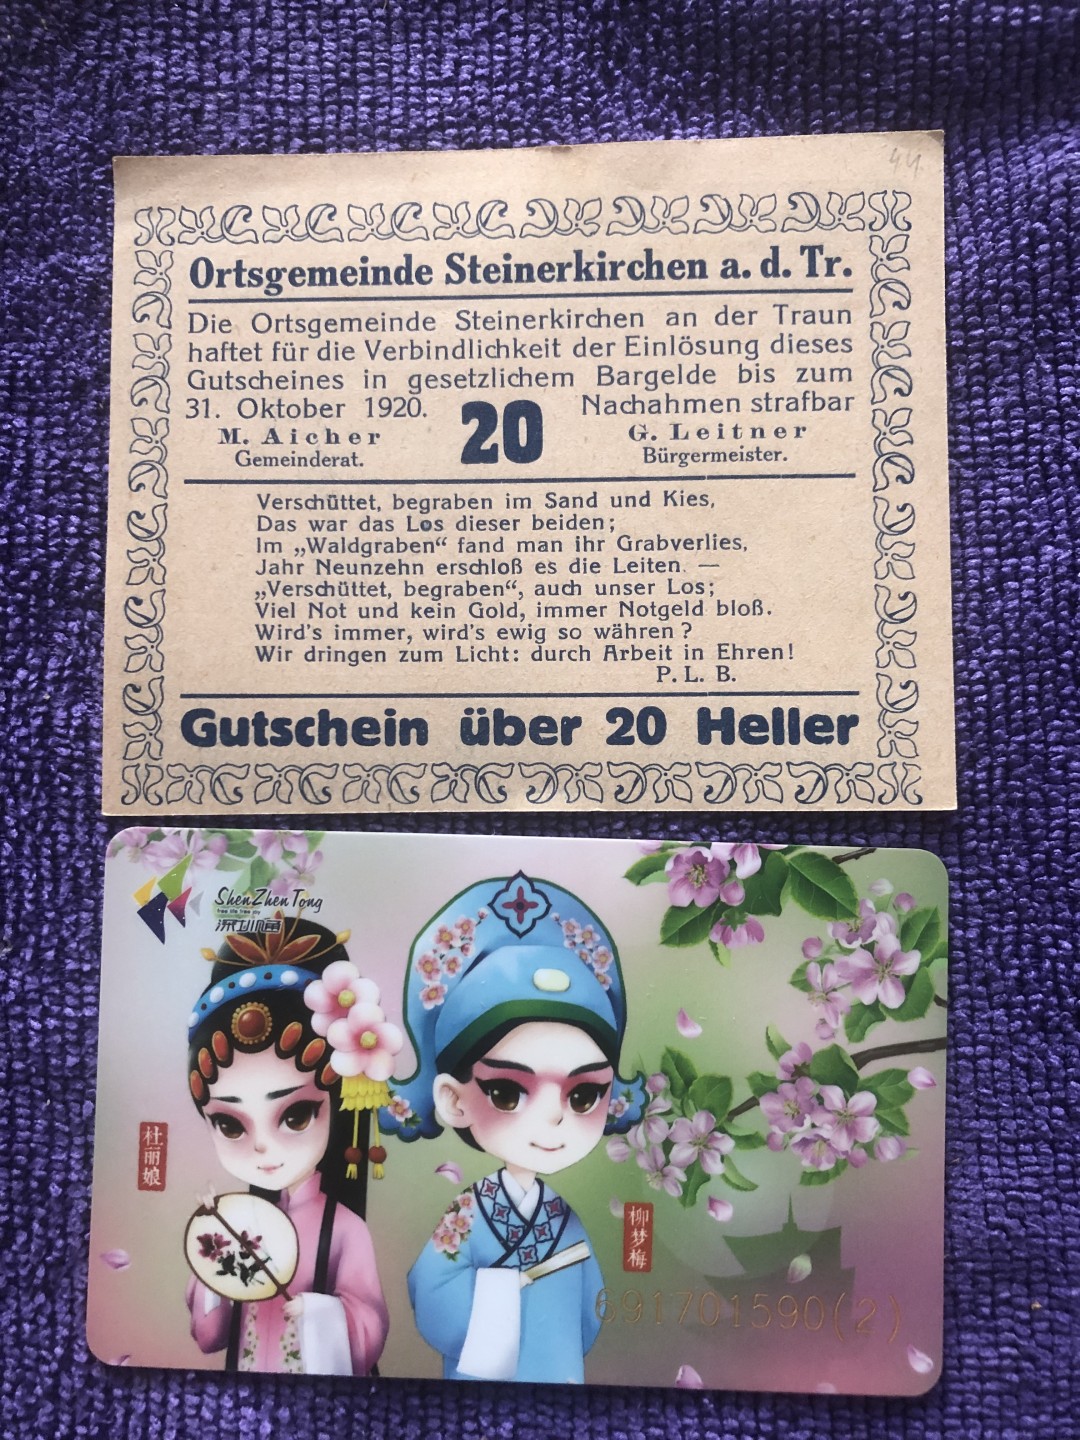 44.
Ortsgemeinde Steinerkirchen a. d. Tr.
Die Ortsgemeinde Steinerkirchen an der Traun
haftet für die Verbindlichkeit der Einlösung dieses
Gutscheines in gesetzlichem Bargelde bis zum
31. Oktober 1920. 20 Nachahmen strafbar
M. Aicher G. Leitner
Gemeinderat. Bürgermeister.
Verschüttet, begraben im Sand und Kies,
Das war das Los dieser beiden;
Im „Waldgraben“ fand man ihr Grabverlies,
Jahr Neunzehn erschloß es die Leiten. —
„Verschüttet, begraben“, auch unser Los;
Viel Not und kein Gold, immer Notgeld bloß.
Wird's immer, wird's ewig so währen?
Wir dringen zum Licht: durch Arbeit in Ehren!
P. L. B.
Gutschein über 20 Heller
ShenZhen Tong
free life free joy
深圳通
杜丽娘
柳梦梅
691701590(2)